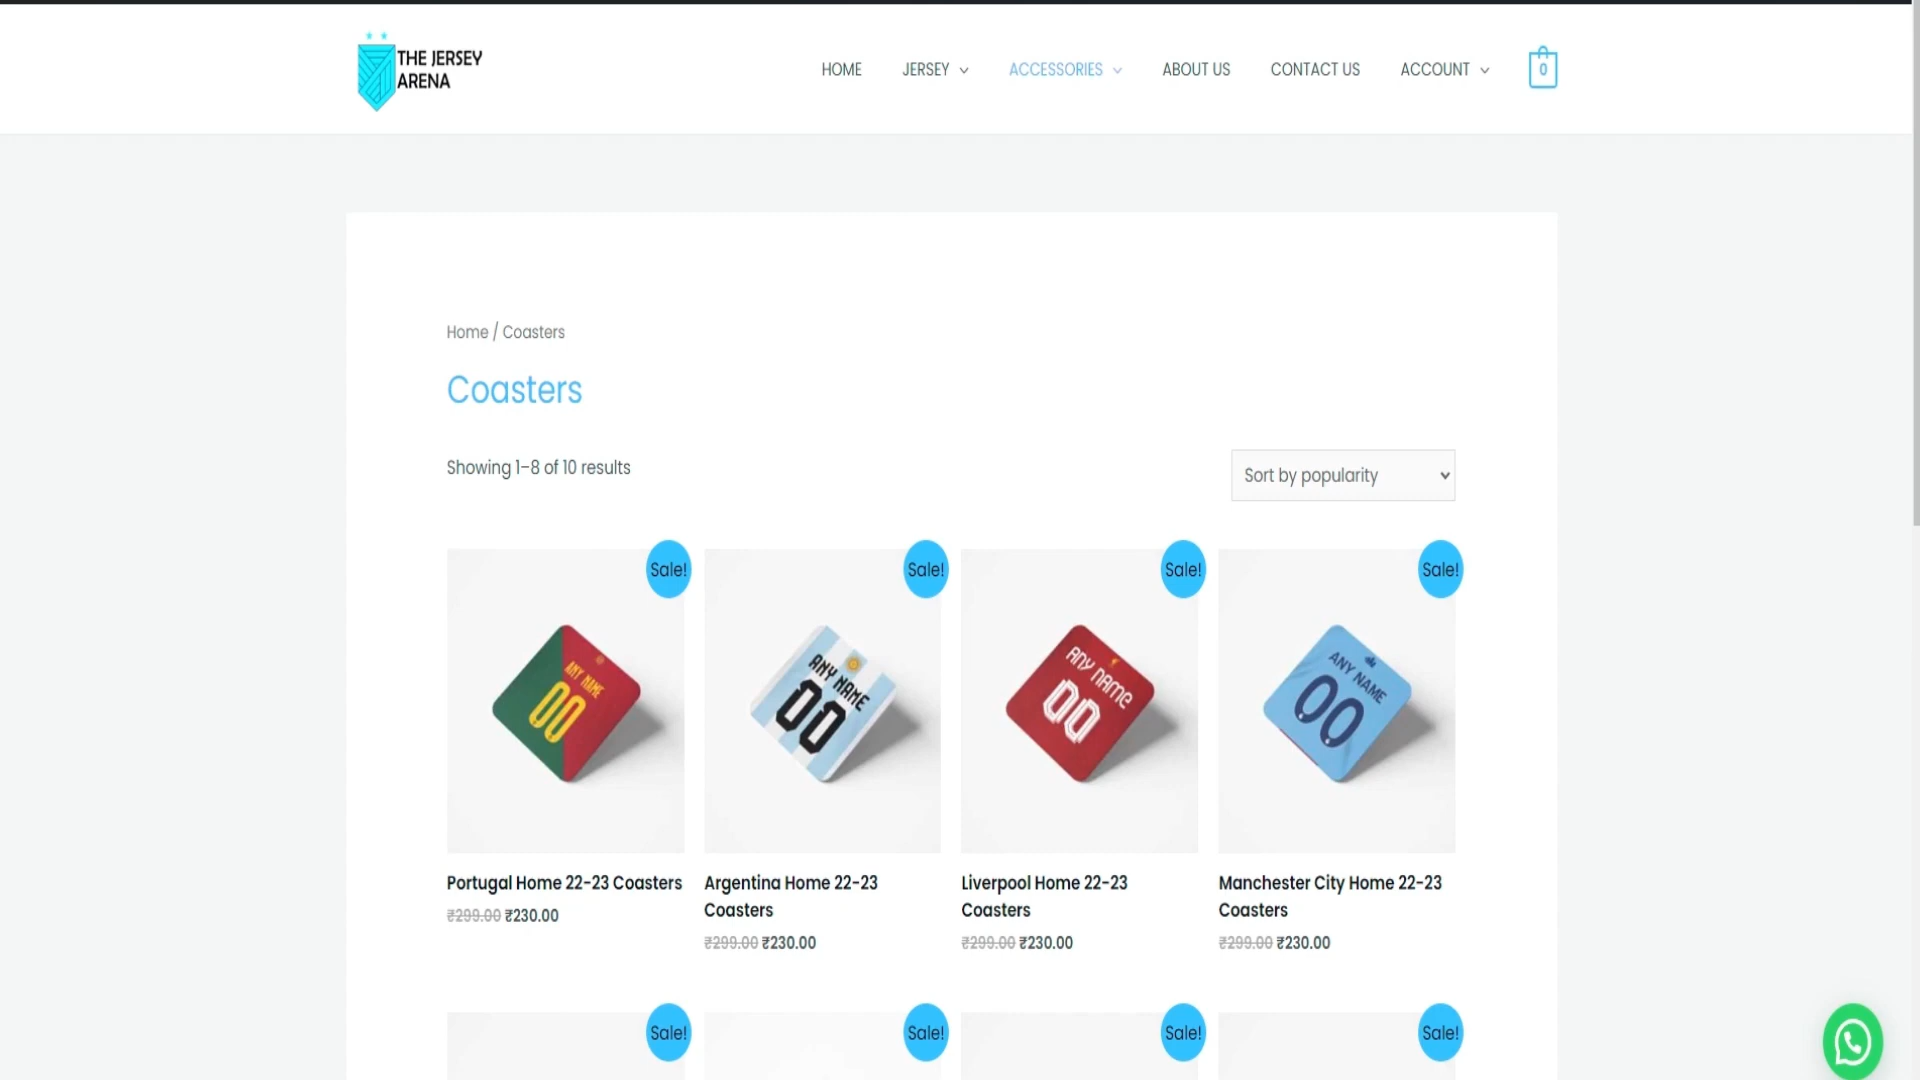 THE JERSEY
ARENA
HOME
JERSEY
ACCESSORIES
ABOUT US
CONTACT US
ACCOUNT
0
Home / Coasters
Coasters
Showing 1–8 of 10 results
Sort by popularity
Sale!
Sale!
Sale!
Sale!
ANY NAME
00
ANY NAME
00
ANY NAME
00
ANY NAME
00
Portugal Home 22-23 Coasters
₹299.00 ₹230.00
Argentina Home 22-23
Coasters
₹299.00 ₹230.00
Liverpool Home 22-23
Coasters
₹299.00 ₹230.00
Manchester City Home 22-23
Coasters
₹299.00 ₹230.00
Sale!
Sale!
Sale!
Sale!